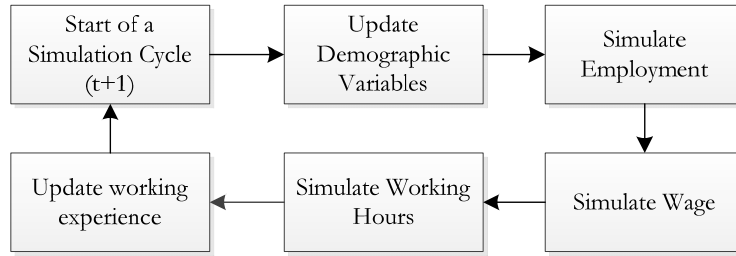 Start of a
Simulation Cycle
(t+1)
Update
Demographic
Variables
Simulate
Employment
Update working
experience
Simulate Working
Hours
Simulate Wage